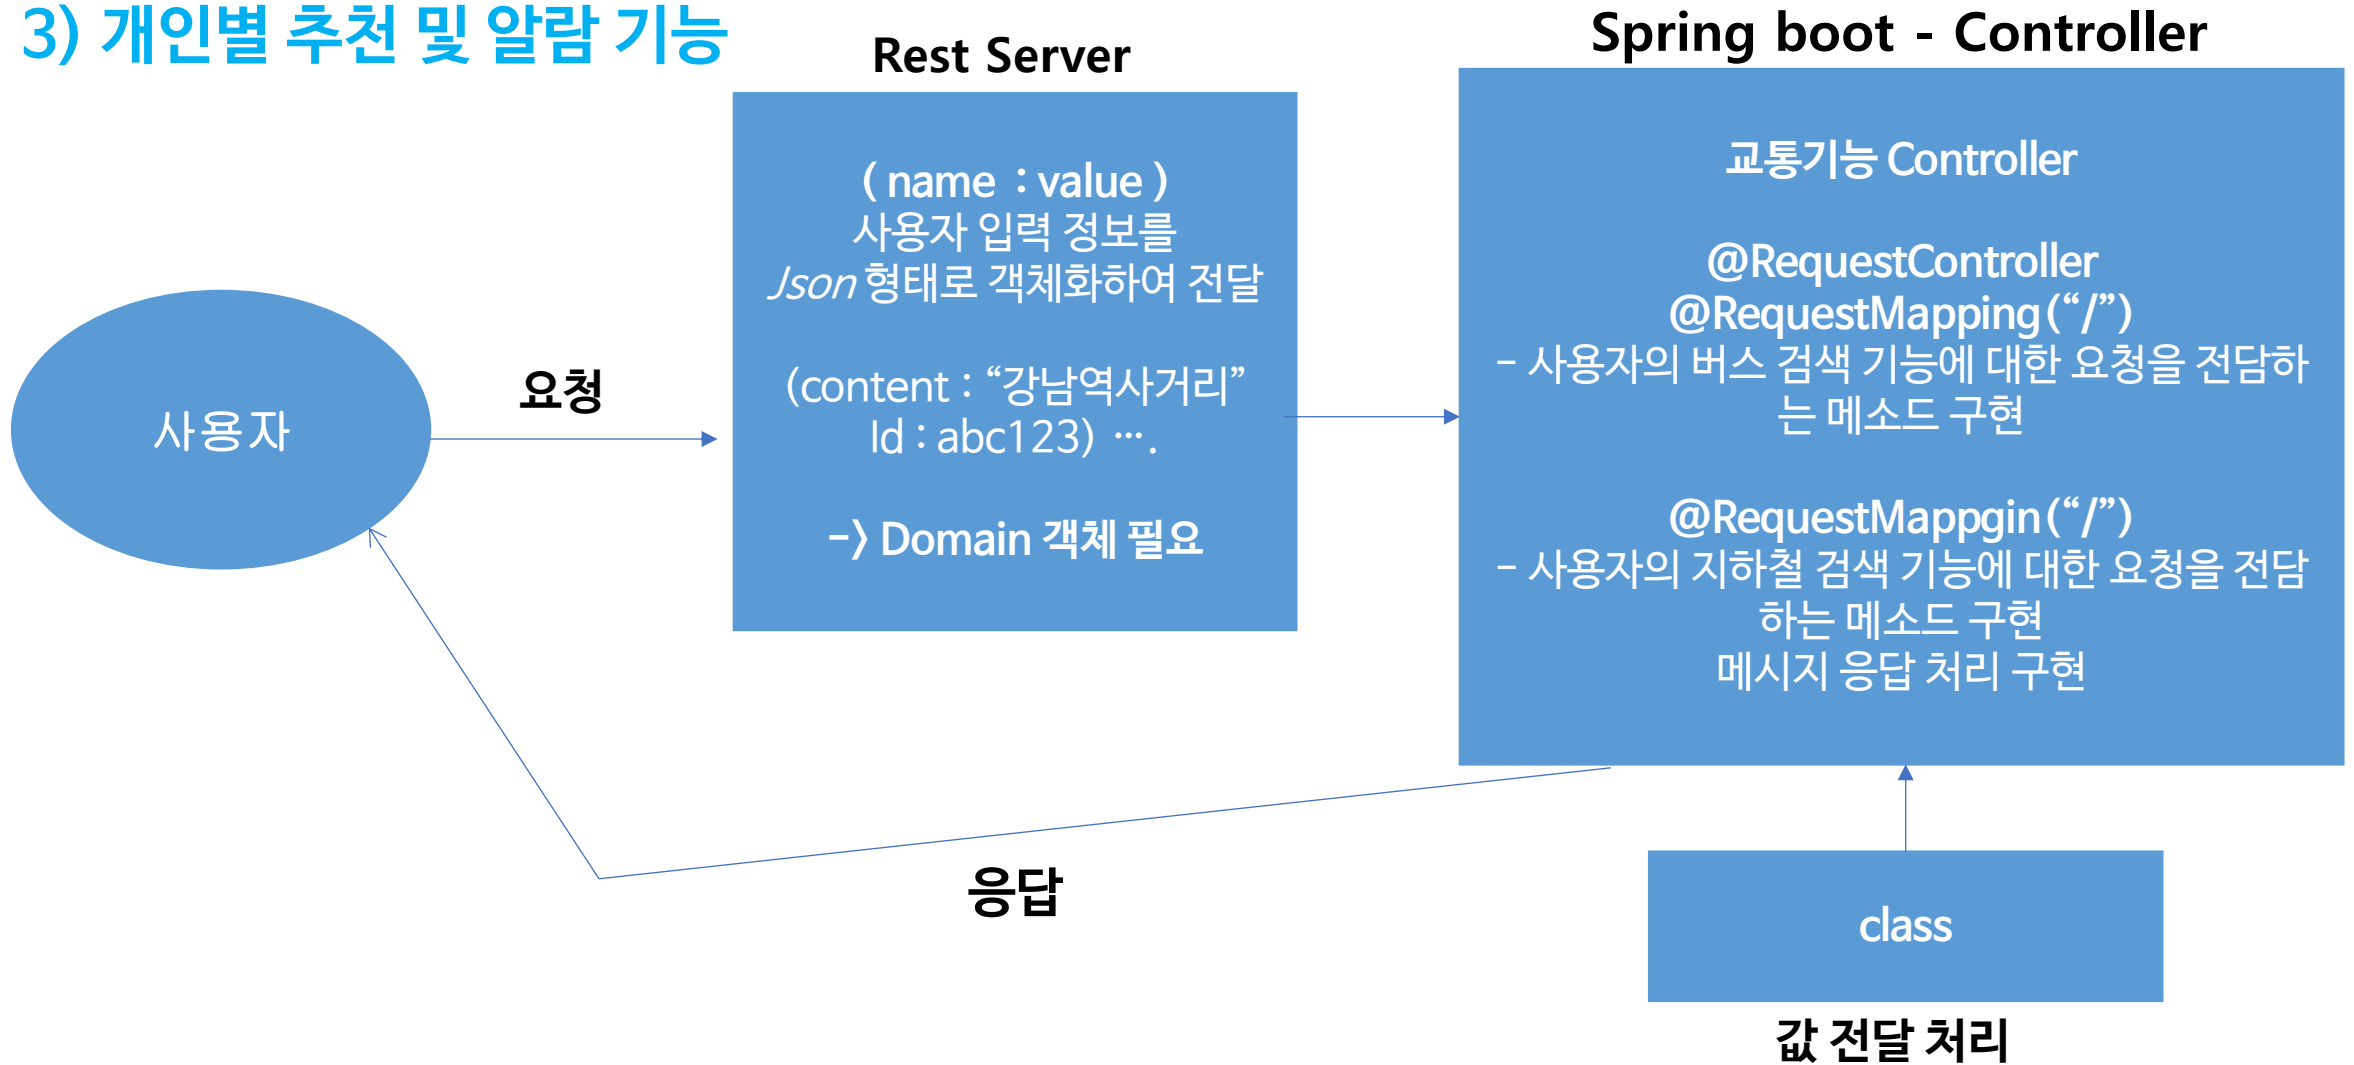 3) 개인별 추천 및 알람 기능
Rest Server
Spring boot - Controller
사용자
요청
( name : value )
사용자 입력 정보를
Json 형태로 객체화하여 전달
(content : “강남역사거리”
Id : abc123) ….
-> Domain 객체 필요
교통기능 Controller
@RequestController
@RequestMapping(“/”)
- 사용자의 버스 검색 기능에 대한 요청을 전담하
는 메소드 구현
@RequestMappgin(“/”)
- 사용자의 지하철 검색 기능에 대한 요청을 전담
하는 메소드 구현
메시지 응답 처리 구현
응답
class
값 전달 처리